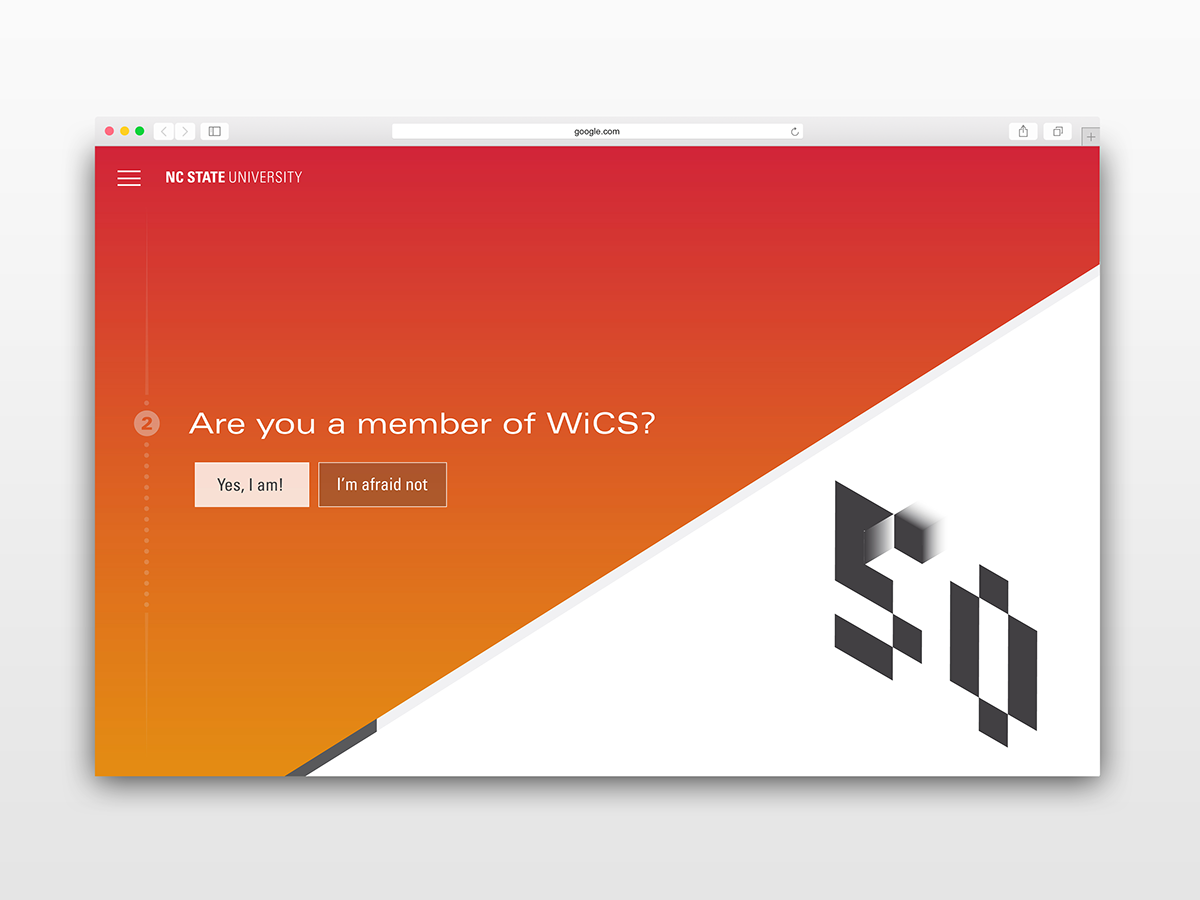 google.com
NC STATE UNIVERSITY
2
Are you a member of WiCS?
Yes, I am!
I'm afraid not
50